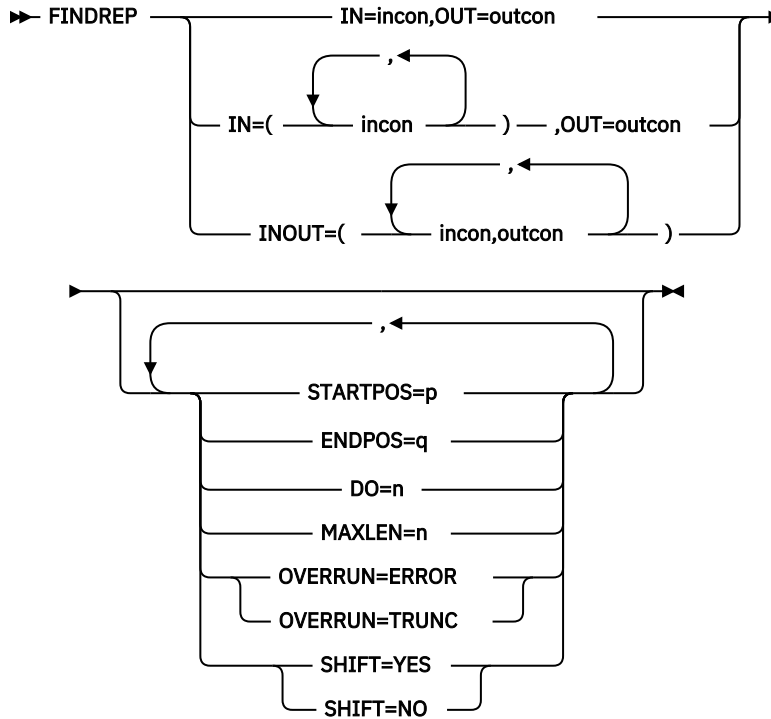 FINDREP IN=incon,OUT=outcon
,
IN=( incon ) ,OUT=outcon
,
INOUT=( incon,outcon )
,
STARTPOS=p
ENDPOS=q
DO=n
MAXLEN=n
OVERRUN=ERROR
OVERRUN=TRUNC
SHIFT=YES
SHIFT=NO